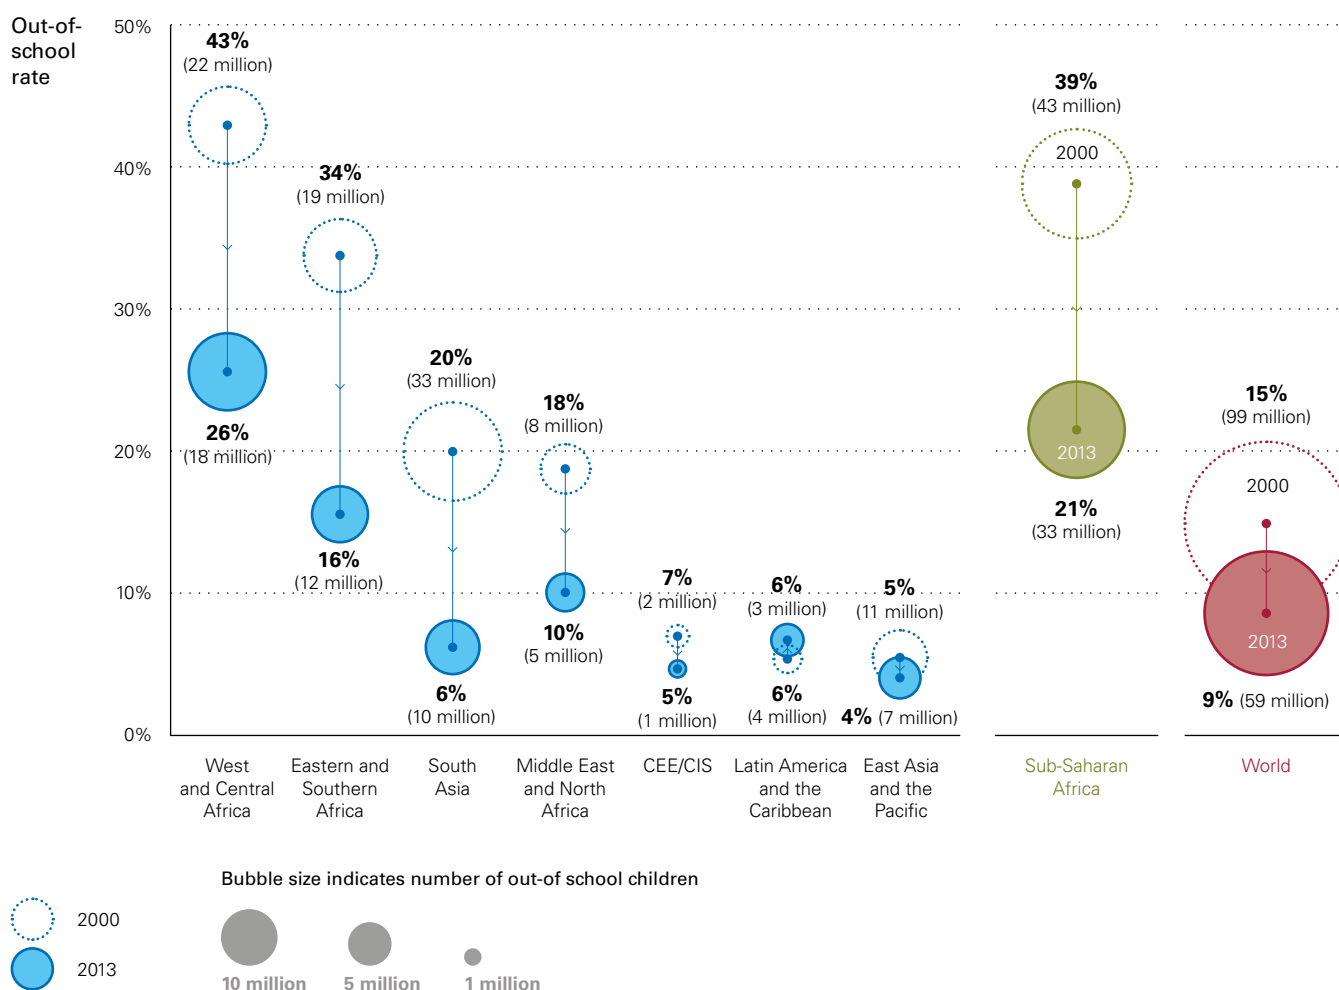 Out-of-
school
rate
50%
40%
30%
20%
10%
0%
43%
(22 million)
26%
(18 million)
34%
(19 million)
16%
(12 million)
20%
(33 million)
6%
(10 million)
18%
(8 million)
10%
(5 million)
7%
(2 million)
5%
(1 million)
6%
(3 million)
6%
(4 million)
5%
(11 million)
4% (7 million)
39%
(43 million)
2000
2013
21%
(33 million)
15%
(99 million)
2000
2013
9% (59 million)
West
and Central
Africa
Eastern and
Southern
Africa
South
Asia
Middle East
and North
Africa
CEE/CIS
Latin America
and the
Caribbean
East Asia
and the
Pacific
Sub-Saharan
Africa
World
2000
2013
Bubble size indicates number of out-of school children
10 million
5 million
1 million